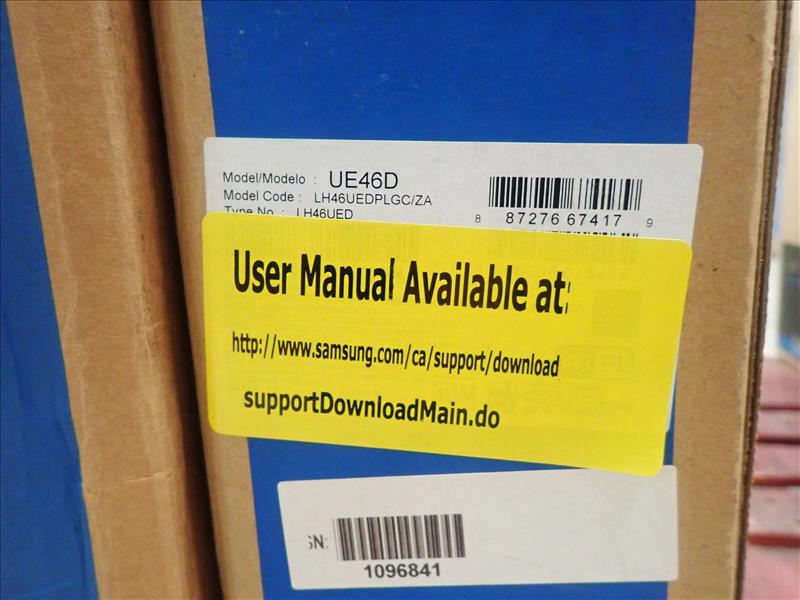 Model/Modelo : UE46D
Model Code : LH46UEDPLGC/ZA
Type No. : LH46UED
8 87276 67417 9
User Manual Available at:
http://www.samsung.com/ca/support/download
supportDownloadMain.do
SN:
1096841